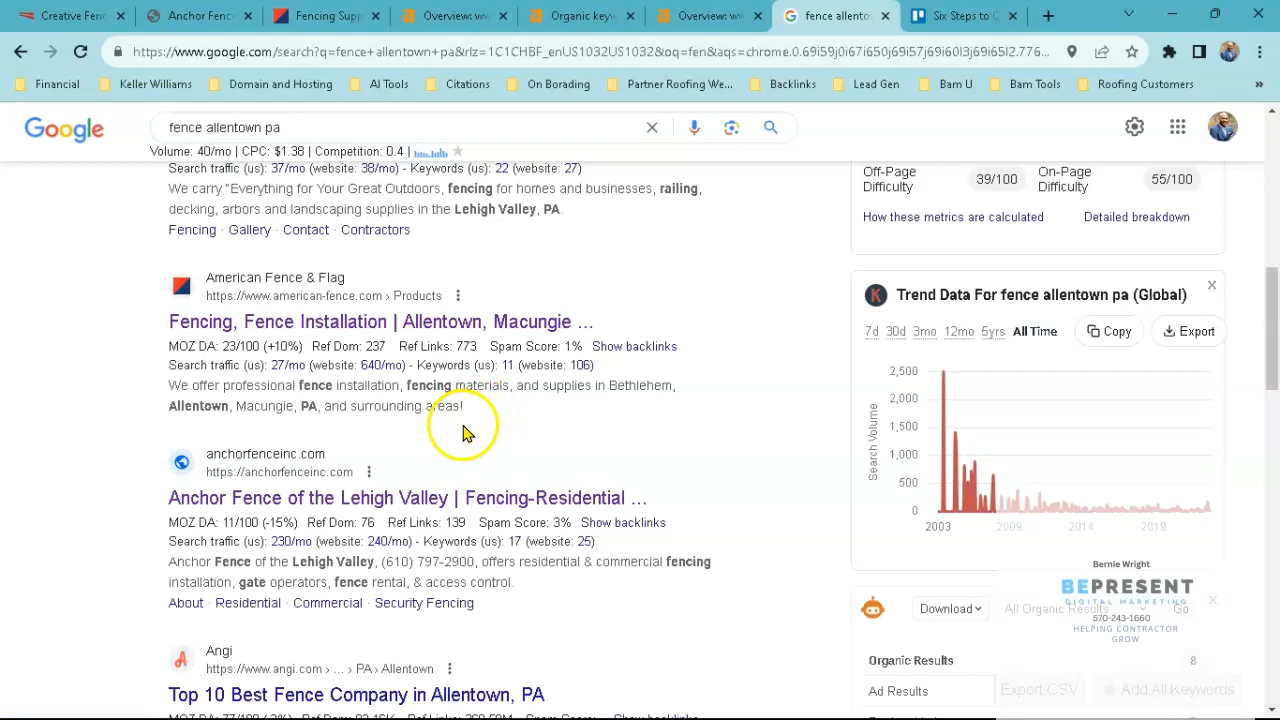 Creative Fenc
Anchor Fence
Fencing Supp
Overview: we
Organic keyw
Overview: we
fence allento
Six Steps to G
https://www.google.com/search?q=fence+allentown+pa&rlz=1C1CHBF_enUS1032US1032&oq=fen&aqs=chrome.0.69i59j0i67i650j69i57j69i60l3j69i65l2.776...
Financial
Keller Williams
Domain and Hosting
AI Tools
Citations
On Boarding
Partner Roofing We...
Backlinks
Bam U
Bam Tools
Roofing Customers
»
Google
fence allentown pa
Volume: 40/mo | CPC: $1.38 | Competition: 0.4 |
Search traffic (us): 37/mo (website: 38/mo) - Keywords (us): 22 (website: 27)
We carry "Everything for Your Great Outdoors, fencing for homes and businesses, railing,
decking, arbors and landscaping supplies in the Lehigh Valley, PA.
Fencing · Gallery · Contact · Contractors
American Fence & Flag
https://www.american-fence.com › Products
Fencing, Fence Installation | Allentown, Macungie ...
MOZ DA: 23/100 (+10%) Ref Dom: 237 Ref Links: 773 Spam Score: 1% Show backlinks
Search traffic (us): 27/mo (website: 640/mo) - Keywords (us): 11 (website: 106)
We offer professional fence installation, fencing materials, and supplies in Bethlehem,
Allentown, Macungie, PA, and surrounding areas!
anchorfenceinc.com
https://anchorfenceinc.com
Anchor Fence of the Lehigh Valley | Fencing-Residential ...
MOZ DA: 11/100 (-15%) Ref Dom: 76 Ref Links: 139 Spam Score: 3% Show backlinks
Search traffic (us): 230/mo (website: 240/mo) - Keywords (us): 17 (website: 25)
Anchor Fence of the Lehigh Valley, (610) 797-2900, offers residential & commercial fencing
installation, gate operators, fence rental, & access control.
About · Residential · Commercial · Security Fencing
Angi
https://www.angi.com › ... › PA › Allentown
Top 10 Best Fence Company in Allentown, PA
Off-Page
Difficulty
39/100
On-Page
Difficulty
55/100
How these metrics are calculated
Detailed breakdown
K
Trend Data For fence allentown pa (Global)
7d 30d 3mo 12mo 5yrs All Time
Copy
Export
Search Volume
2,500
2,000
1,500
1,000
500
0
2003 2009 2014 2019
Bernie Wright
BEPRESENT
DIGITAL MARKETING
570-243-1660
HELPING CONTRACTOR
GROW
Download
All Organic Results
Go
Organic Results
8
Ad Results
Export CSV
Add All Keywords